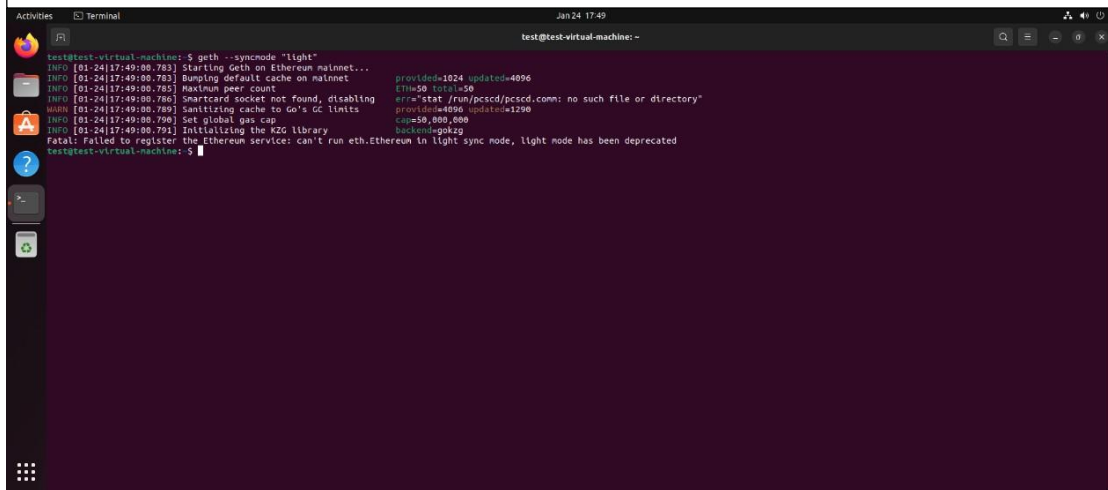 Activities Terminal Jan 24 17:49
test@test-virtual-machine: ~
test@test-virtual-machine:~$ geth --syncmode "light"
INFO [01-24|17:49:00.783] Starting Geth on Ethereum mainnet...
INFO [01-24|17:49:00.783] Bumping default cache on mainnet provided=1024 updated=4096
INFO [01-24|17:49:00.785] Maximum peer count ETH=50 total=50
INFO [01-24|17:49:00.786] Smartcard socket not found, disabling err="stat /run/pcscd/pcscd.comm: no such file or directory"
WARN [01-24|17:49:00.789] Sanitizing cache to Go's GC limits provided=4096 updated=1290
INFO [01-24|17:49:00.790] Set global gas cap cap=50,000,000
INFO [01-24|17:49:00.791] Initializing the KZG library backend=gokzg
Fatal: Failed to register the Ethereum service: can't run eth.Ethereum in light sync mode, light mode has been deprecated
test@test-virtual-machine:~$